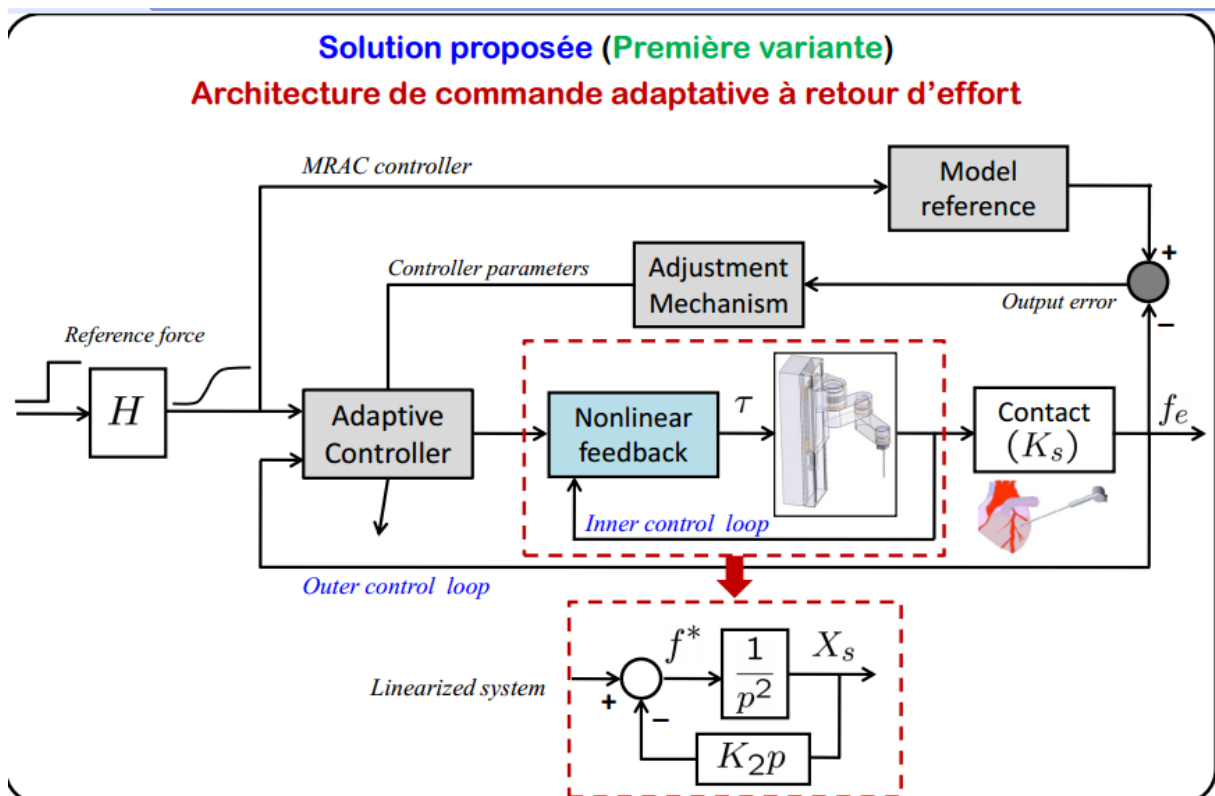 Solution proposée (Première variante)
Architecture de commande adaptative à retour d'effort
MRAC controller
Model
reference
Controller parameters
Adjustment
Mechanism
+
Output error
−
Reference force
H
Adaptive
Controller
Nonlinear
feedback
τ
Contact
(K_s)
f_e
Inner control loop
Outer control loop
Linearized system
+
−
f*
1
p²
X_s
K₂p